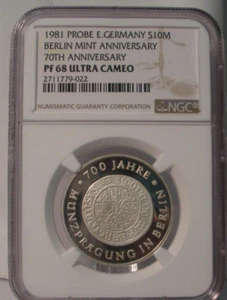 1981 PROBE E.GERMANY S10M
BERLIN MINT ANNIVERSARY
70TH ANNIVERSARY
PF 68 ULTRA CAMEO
2711779-022
NUMISMATIC GUARANTY CORPORATION
NGC
700 JAHRE
MÜNZPRÄGUNG IN BERLIN